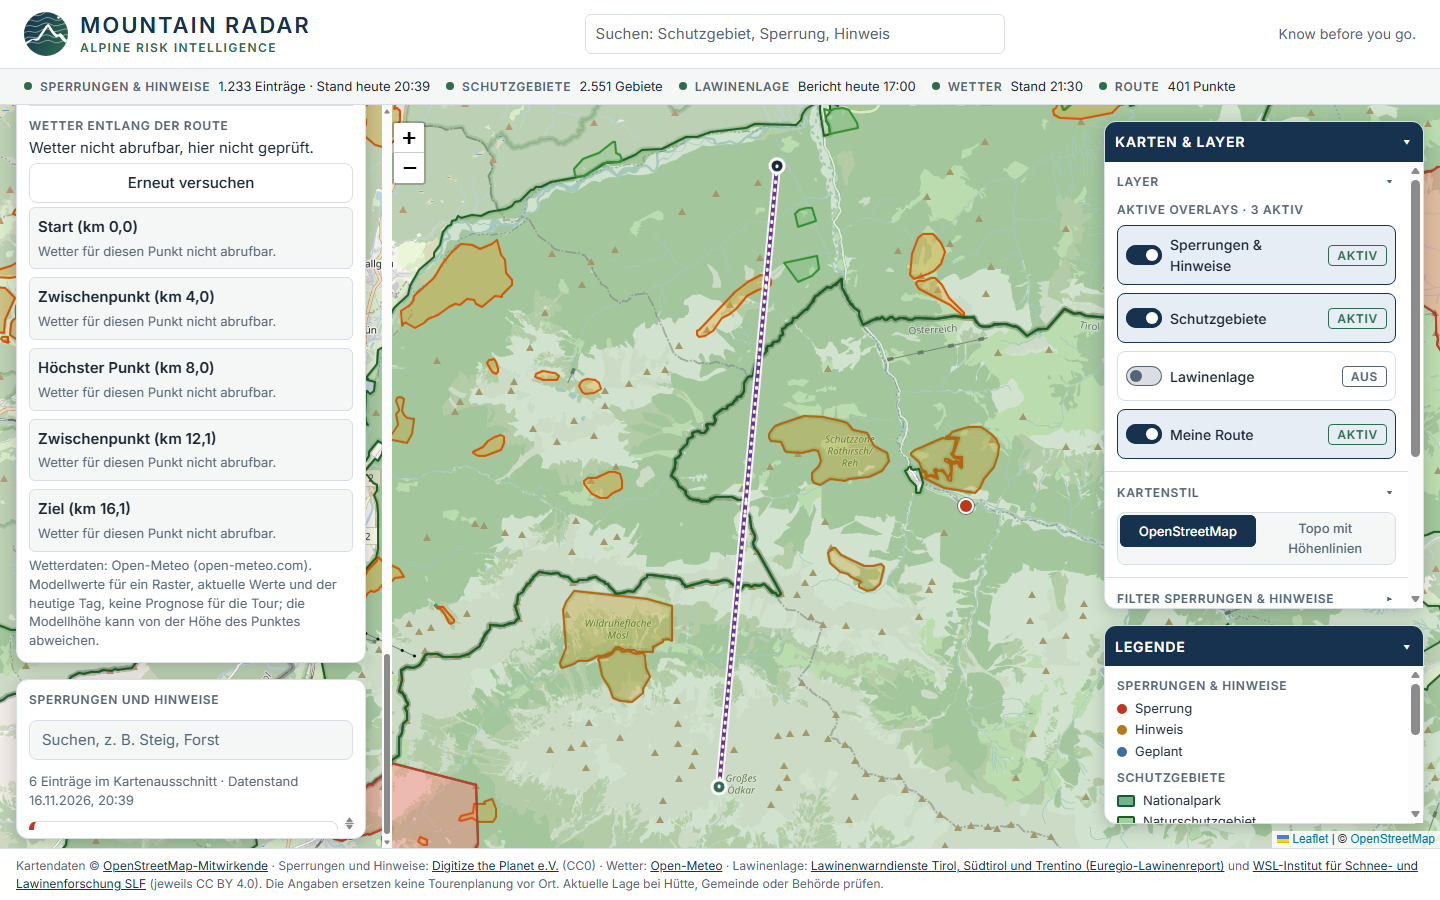 MOUNTAIN RADAR
ALPINE RISK INTELLIGENCE
Suchen: Schutzgebiet, Sperrung, Hinweis
Know before you go.
SPERRUNGEN & HINWEISE 1.233 Einträge · Stand heute 20:39 SCHUTZGEBIETE 2.551 Gebiete LAWINENLAGE Bericht heute 17:00 WETTER Stand 21:30 ROUTE 401 Punkte
WETTER ENTLANG DER ROUTE
Wetter nicht abrufbar, hier nicht geprüft.
Erneut versuchen
Start (km 0,0)
Wetter für diesen Punkt nicht abrufbar.
Zwischenpunkt (km 4,0)
Wetter für diesen Punkt nicht abrufbar.
Höchster Punkt (km 8,0)
Wetter für diesen Punkt nicht abrufbar.
Zwischenpunkt (km 12,1)
Wetter für diesen Punkt nicht abrufbar.
Ziel (km 16,1)
Wetter für diesen Punkt nicht abrufbar.
Wetterdaten: Open-Meteo (open-meteo.com).
Modellwerte für ein Raster, aktuelle Werte und der
heutige Tag, keine Prognose für die Tour; die
Modellhöhe kann von der Höhe des Punktes
abweichen.
SPERRUNGEN UND HINWEISE
Suchen, z. B. Steig, Forst
6 Einträge im Kartenausschnitt · Datenstand
16.11.2026, 20:39
+
−
Österreich
Tirol
Schutzzone
Rothirsch/
Reh
Wildruhefläche
Mösl
Großes
Ödkar
KARTEN & LAYER
LAYER
AKTIVE OVERLAYS · 3 AKTIV
Sperrungen &
Hinweise
AKTIV
Schutzgebiete
AKTIV
Lawinenlage
AUS
Meine Route
AKTIV
KARTENSTIL
OpenStreetMap
Topo mit
Höhenlinien
FILTER SPERRUNGEN & HINWEISE
LEGENDE
SPERRUNGEN & HINWEISE
Sperrung
Hinweis
Geplant
SCHUTZGEBIETE
Nationalpark
Naturschutzgebiet
Leaflet | © OpenStreetMap
Kartendaten © OpenStreetMap-Mitwirkende · Sperrungen und Hinweise: Digitize the Planet e.V. (CC0) · Wetter: Open-Meteo · Lawinenlage: Lawinenwarndienste Tirol, Südtirol und Trentino (Euregio-Lawinenreport) und WSL-Institut für Schnee- und
Lawinenforschung SLF (jeweils CC BY 4.0). Die Angaben ersetzen keine Tourenplanung vor Ort. Aktuelle Lage bei Hütte, Gemeinde oder Behörde prüfen.